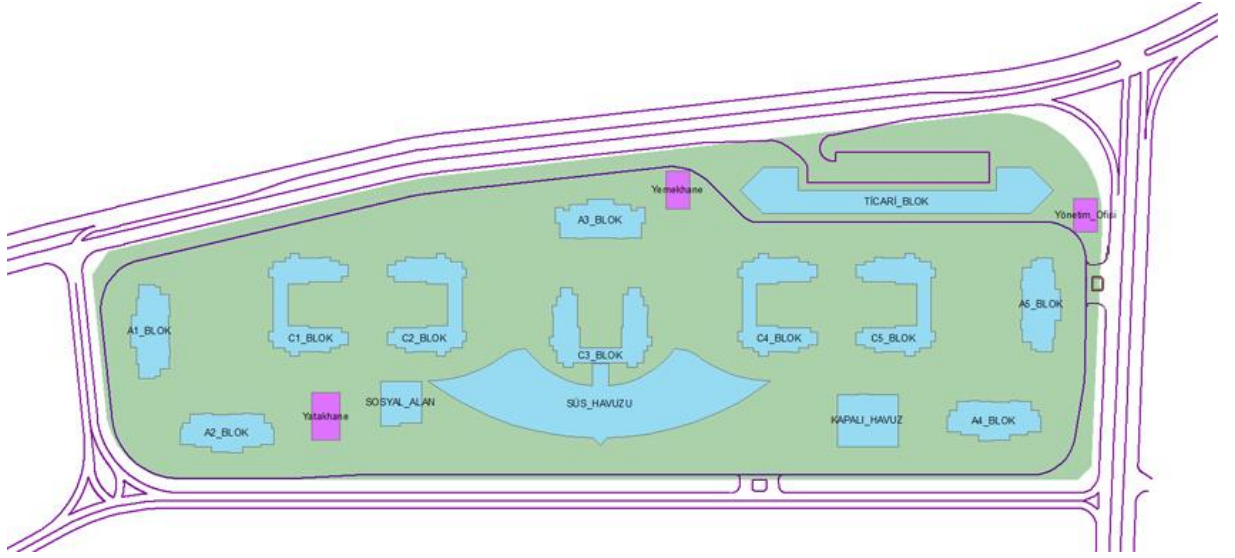 Yemekhane
TİCARİ_BLOK
Yönetim_Ofisi
A3_BLOK
A1_BLOK
A5_BLOK
C1_BLOK
C2_BLOK
C3_BLOK
C4_BLOK
C5_BLOK
SOSYAL_ALAN
SÜS_HAVUZU
Yatakhane
KAPALI_HAVUZ
A2_BLOK
A4_BLOK